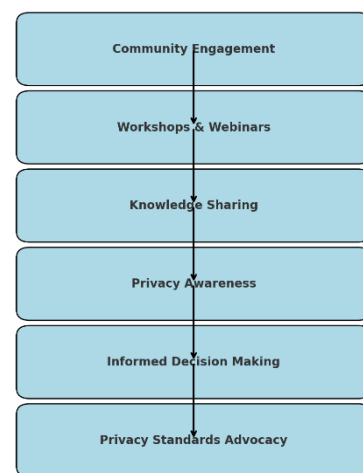 Community Engagement
Workshops & Webinars
Knowledge Sharing
Privacy Awareness
Informed Decision Making
Privacy Standards Advocacy